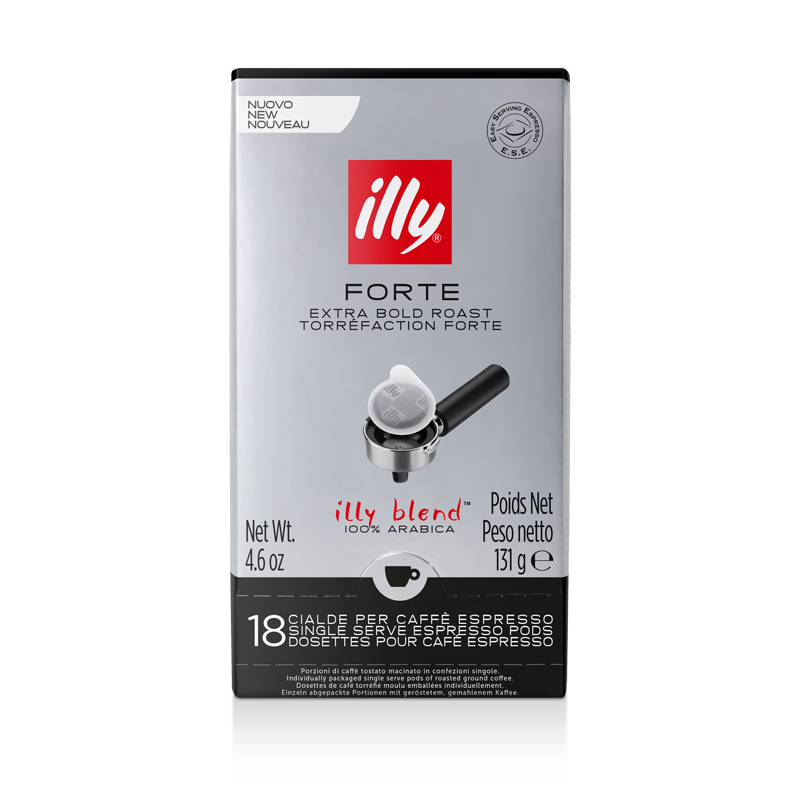 NUOVO
NEW
NOUVEAU
EASY SERVING ESPRESSO
E.S.E.
illy®
FORTE
EXTRA BOLD ROAST
TORRÉFACTION FORTE
illy blend™
100% ARABICA
Net Wt.
4.6 oz
Poids Net
Peso netto
131 g ℮
18 CIALDE PER CAFFÈ ESPRESSO
SINGLE SERVE ESPRESSO PODS
DOSETTES POUR CAFÉ ESPRESSO
Porzioni di caffè tostato macinato in confezioni singole.
Individually packaged single serve pods of roasted ground coffee.
Dosettes de café torréfié moulu emballées individuellement.
Einzeln abgepackte Portionen mit geröstetem, gemahlenem Kaffee.